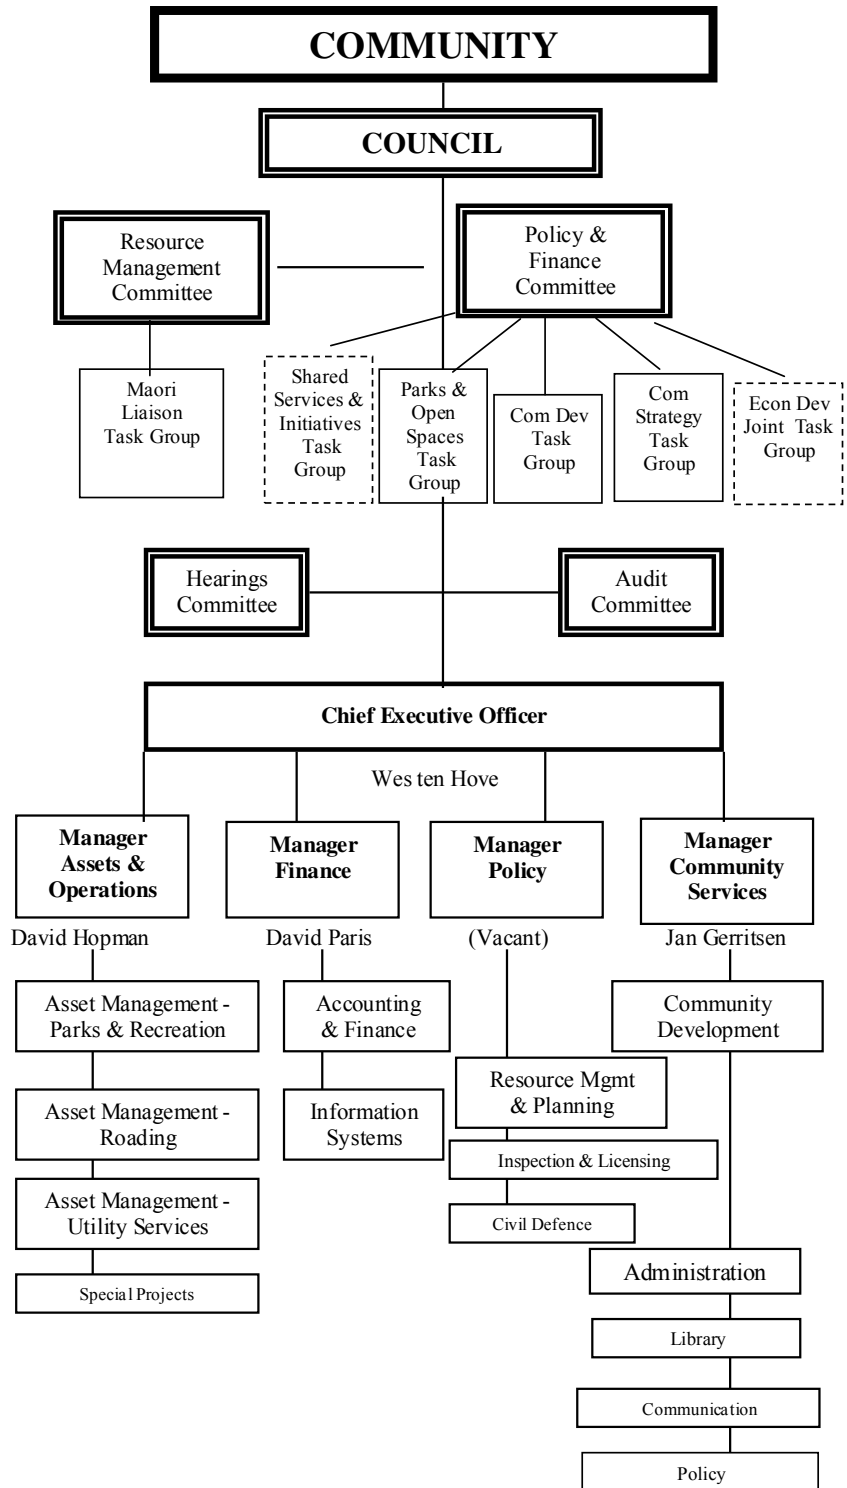 COMMUNITY
COUNCIL
Resource
Management
Committee
Policy &
Finance
Committee
Maori
Liaison
Task Group
Shared
Services &
Initiatives
Task
Group
Parks &
Open
Spaces
Task
Group
Com Dev
Task
Group
Com
Strategy
Task
Group
Econ Dev
Joint Task
Group
Hearings
Committee
Audit
Committee
Chief Executive Officer
Wes ten Hove
Manager
Assets &
Operations
Manager
Finance
Manager
Policy
Manager
Community
Services
David Hopman
David Paris
(Vacant)
Jan Gerritsen
Asset Management -
Parks & Recreation
Asset Management -
Roading
Asset Management -
Utility Services
Special Projects
Accounting
& Finance
Information
Systems
Resource Mgmt
& Planning
Inspection & Licensing
Civil Defence
Community
Development
Administration
Library
Communication
Policy